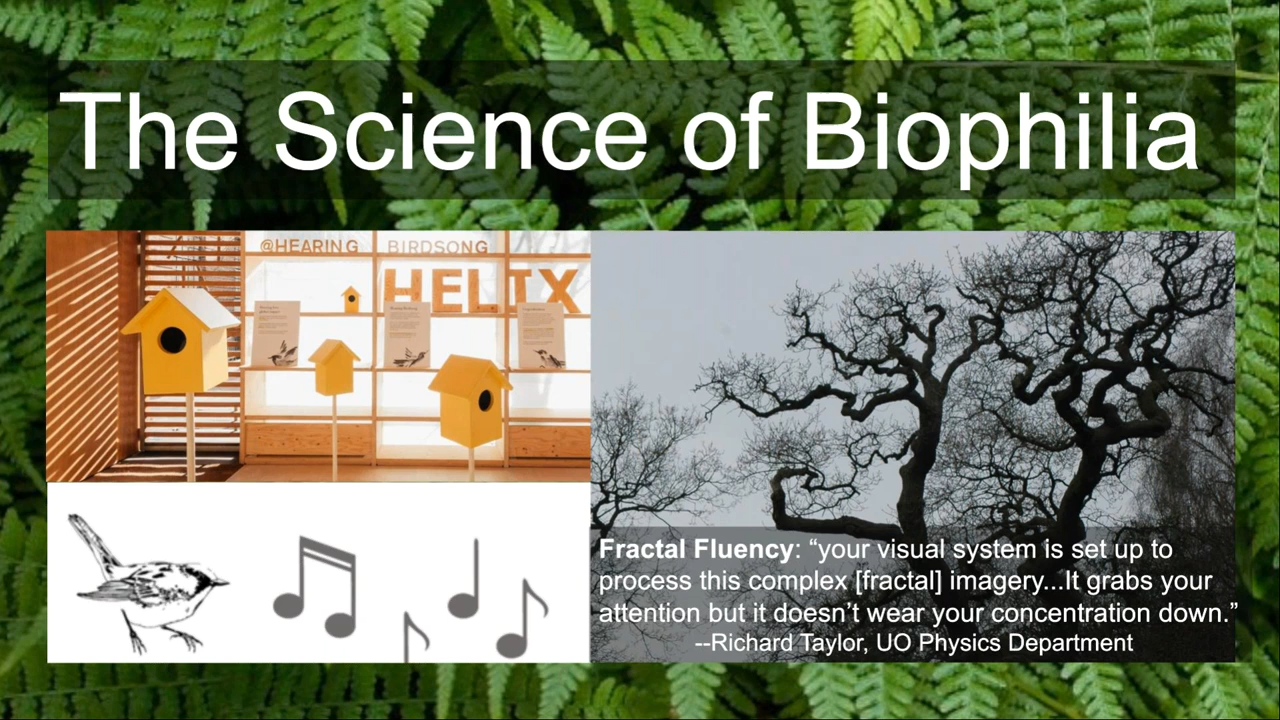 The Science of Biophilia
@HEARING BIRDSONG
HELIX
Fractal Fluency: “your visual system is set up to
process this complex [fractal] imagery...It grabs your
attention but it doesn’t wear your concentration down.”
--Richard Taylor, UO Physics Department